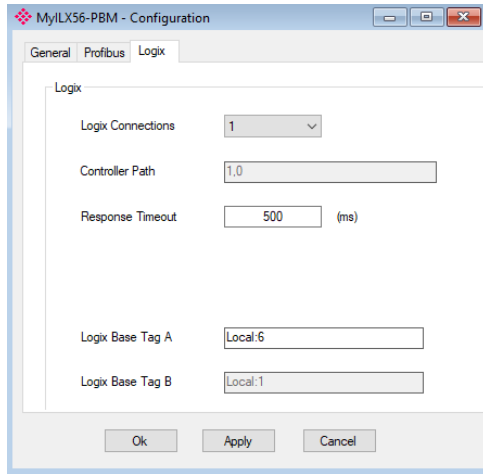 MyILX56-PBM - Configuration
General Profibus Logix
Logix
Logix Connections 1
Controller Path 1,0
Response Timeout 500 (ms)
Logix Base Tag A Local:6
Logix Base Tag B Local:1
Ok Apply Cancel